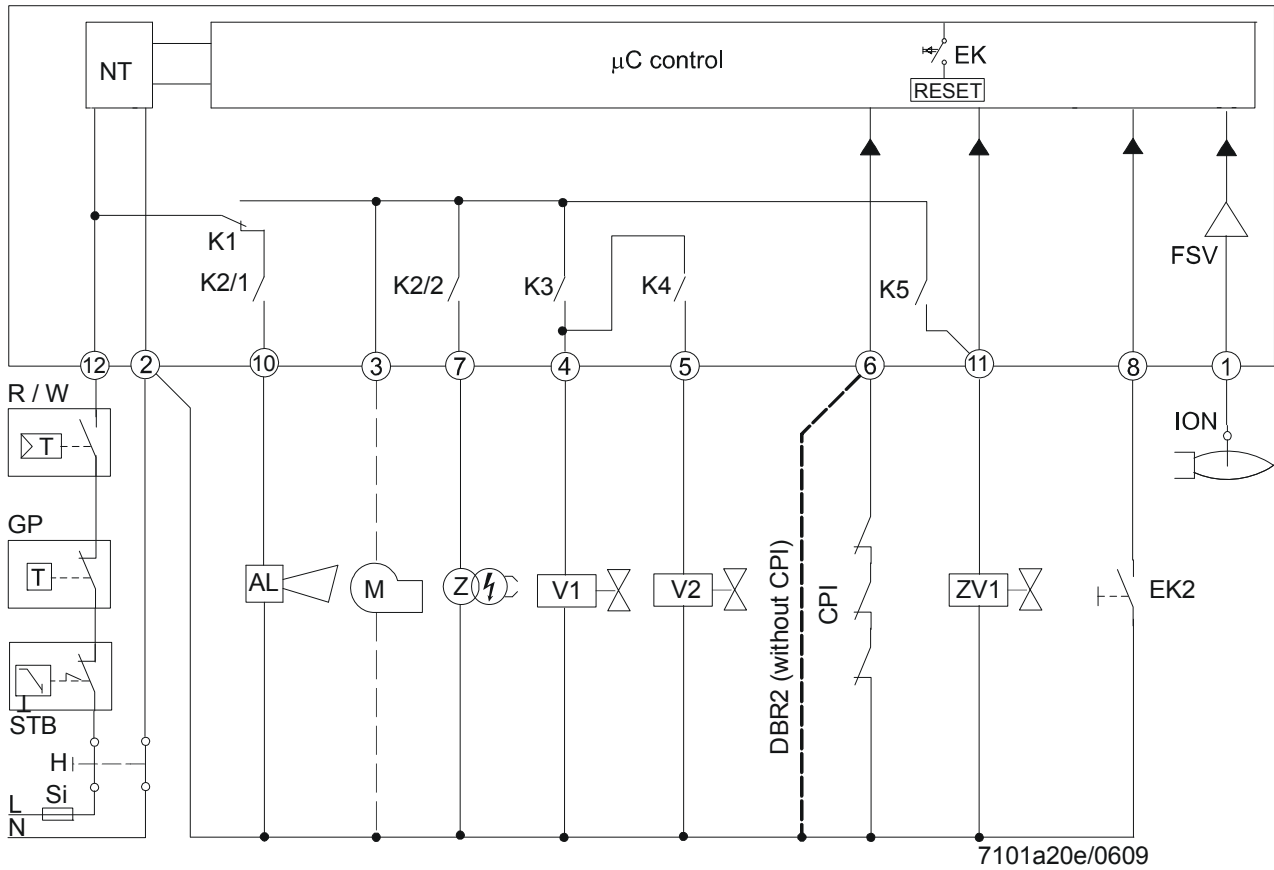 NT
μC control
EK
RESET
K1
K2/1
K2/2
K3
K4
K5
FSV
12
2
10
3
7
4
5
6
11
8
1
R / W
T
ION
GP
T
AL
M
Z
V1
V2
DBR2 (without CPI)
CPI
ZV1
EK2
STB
H
Si
L
N
7101a20e/0609